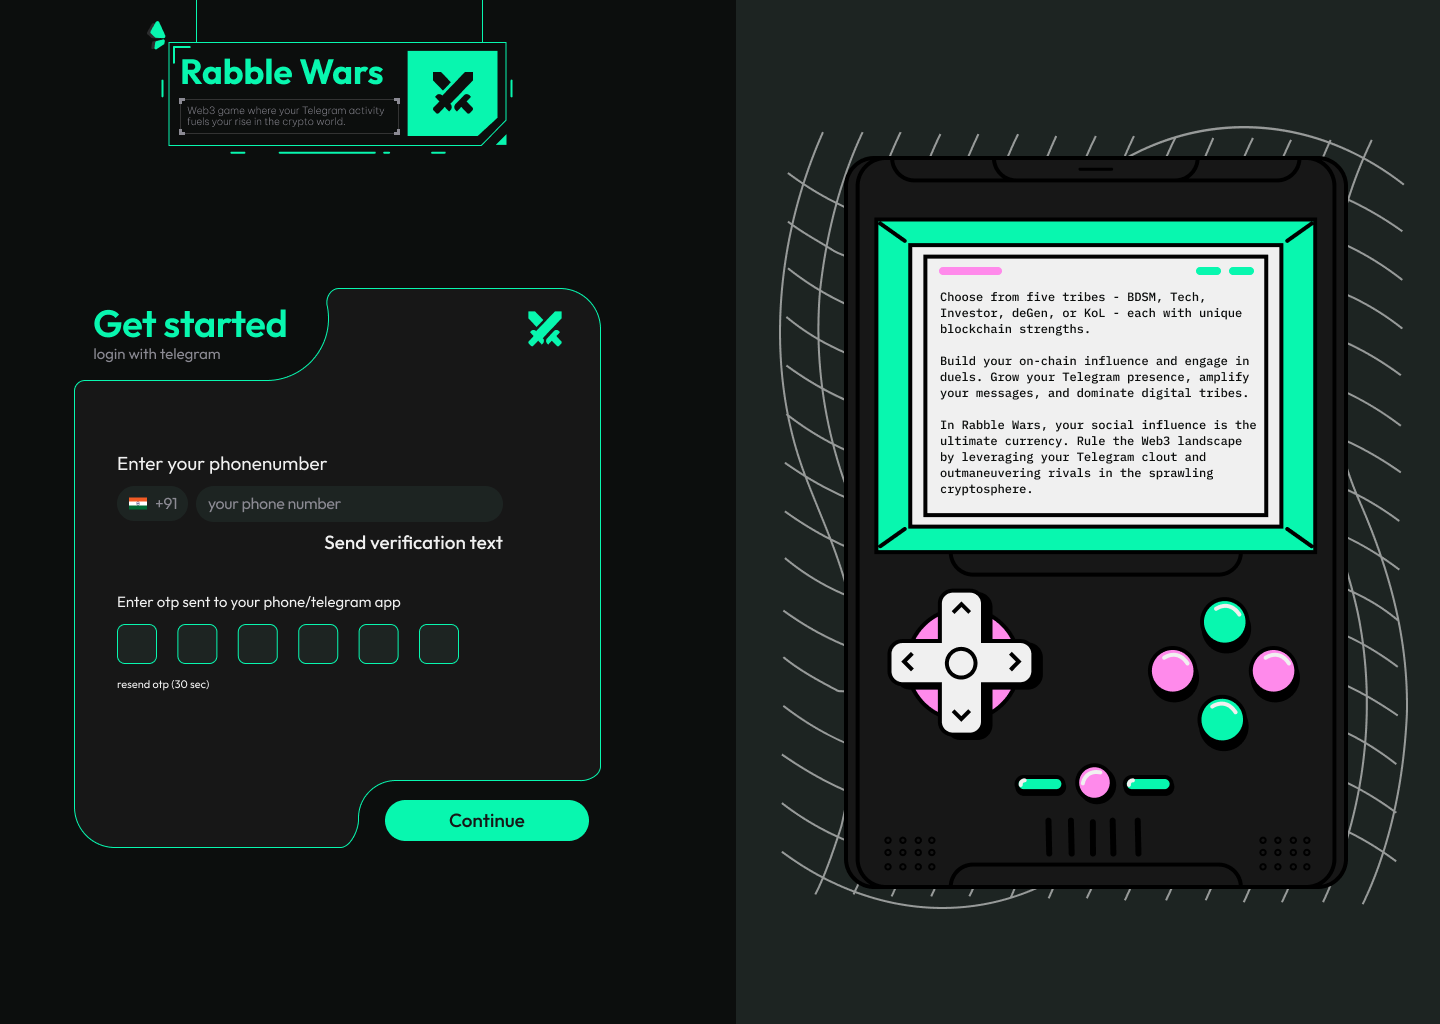 Rabble Wars
Web3 game where your Telegram activity
fuels your rise in the crypto world.
Get started
login with telegram
Enter your phonenumber
+91
your phone number
Send verification text
Enter otp sent to your phone/telegram app
resend otp (30 sec)
Continue
Choose from five tribes - BDSM, Tech,
Investor, deGen, or KoL - each with unique
blockchain strengths.
Build your on-chain influence and engage in
duels. Grow your Telegram presence, amplify
your messages, and dominate digital tribes.
In Rabble Wars, your social influence is the
ultimate currency. Rule the Web3 landscape
by leveraging your Telegram clout and
outmaneuvering rivals in the sprawling
cryptosphere.